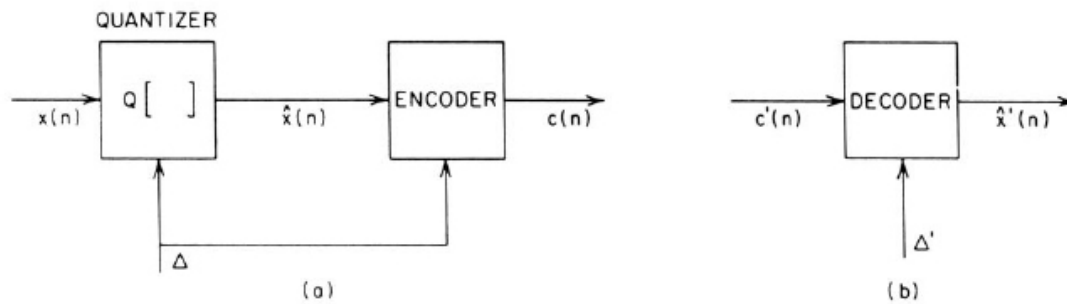 QUANTIZER
Q [ ]
ENCODER
DECODER
x(n)
x̂(n)
c(n)
c'(n)
x̂'(n)
Δ
Δ'
(a)
(b)